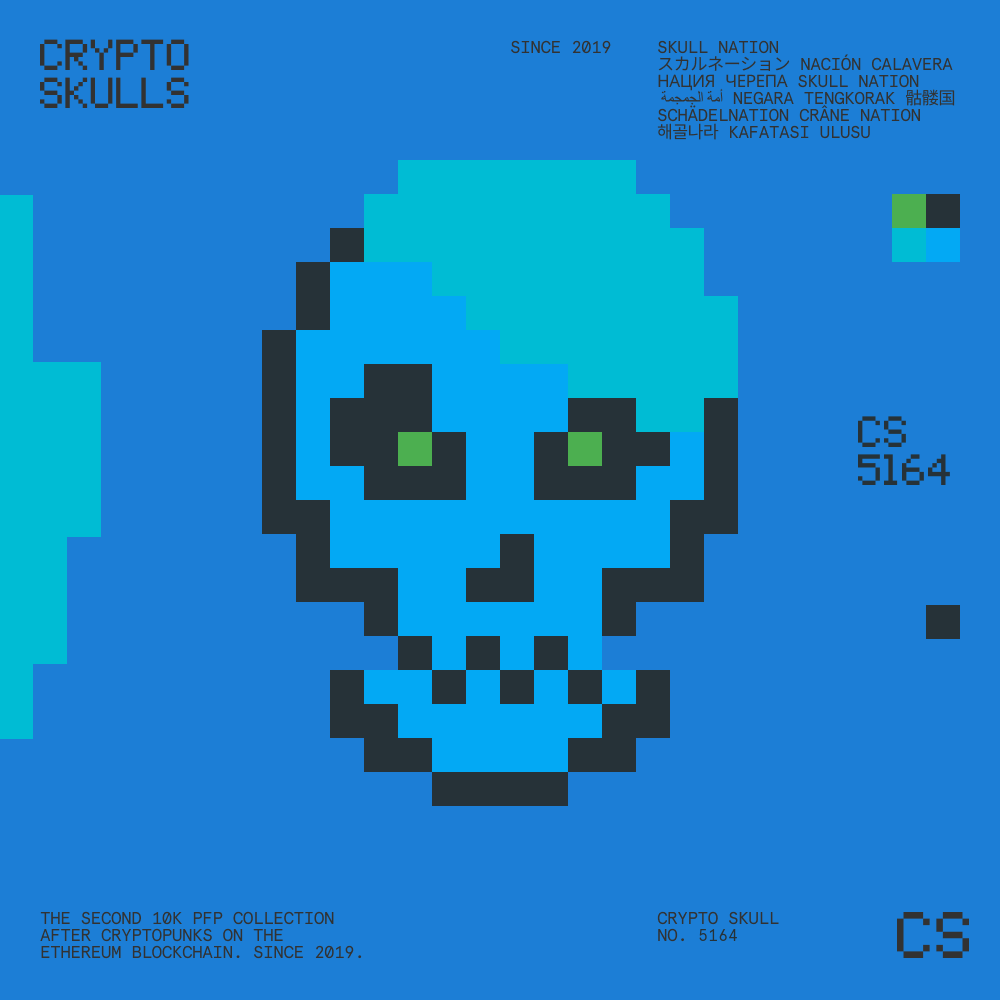 CRYPTO
SKULLS
SINCE 2019
SKULL NATION
スカルネーション NACIÓN CALAVERA
НАЦИЯ ЧЕРЕПА SKULL NATION
أمة الجمجمة NEGARA TENGKORAK 骷髅国
SCHÄDELNATION CRÂNE NATION
해골나라 KAFATASI ULUSU
CS
5164
THE SECOND 10K PFP COLLECTION
AFTER CRYPTOPUNKS ON THE
ETHEREUM BLOCKCHAIN. SINCE 2019.
CRYPTO SKULL
NO. 5164
CS